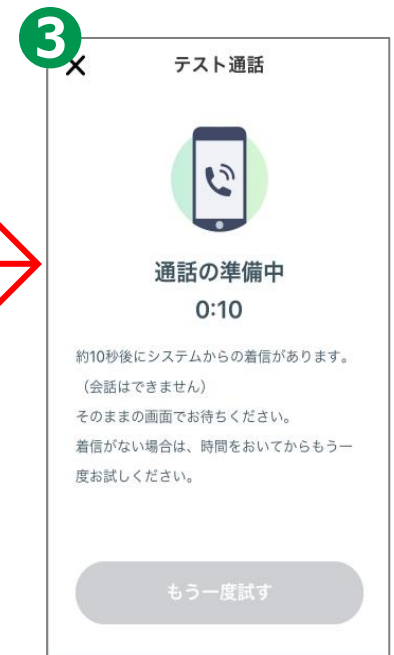 3
× テスト通話
通話の準備中
0:10
約10秒後にシステムからの着信があります。
（会話はできません）
そのままの画面でお待ちください。
着信がない場合は、時間をおいてからもう一
度お試しください。
もう一度試す